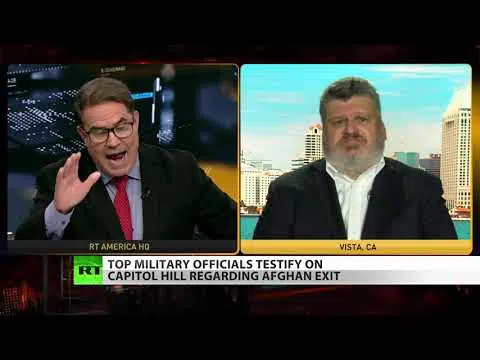 RT AMERICA HQ
VISTA, CA
RT
TOP MILITARY OFFICIALS TESTIFY ON
CAPITOL HILL REGARDING AFGHAN EXIT